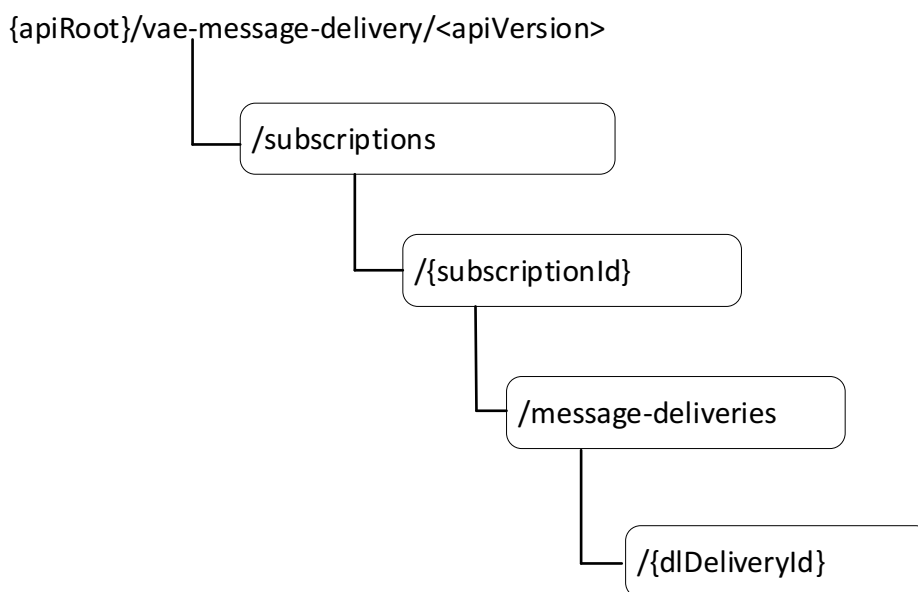 {apiRoot}/vae-message-delivery/<apiVersion>
/subscriptions
/{subscriptionId}
/message-deliveries
/{dlDeliveryId}